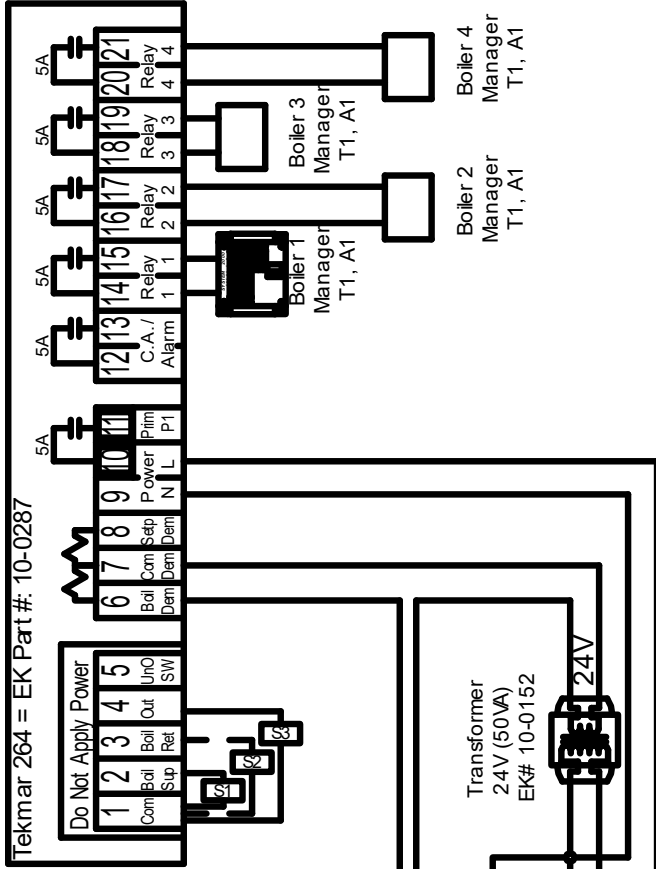 Tekmar 264 = EK Part #: 10-0287
Do Not Apply Power
1 2 3 4 5
Com Boil Boil Out UnO
Sup Ret SW
6 7 8 9 10 11
Boil Com Setp Power Prim
Dem Dem Dem N L P1
12 13 14 15 16 17 18 19 20 21
C.A./ Relay Relay Relay Relay
Alarm 1 1 2 2 3 3 4 4
5A
5A
5A
5A
5A
5A
S1
S2
S3
Boiler 1
Manager
T1, A1
Boiler 2
Manager
T1, A1
Boiler 3
Manager
T1, A1
Boiler 4
Manager
T1, A1
Transformer
24V (50VA)
EK# 10-0152
24V